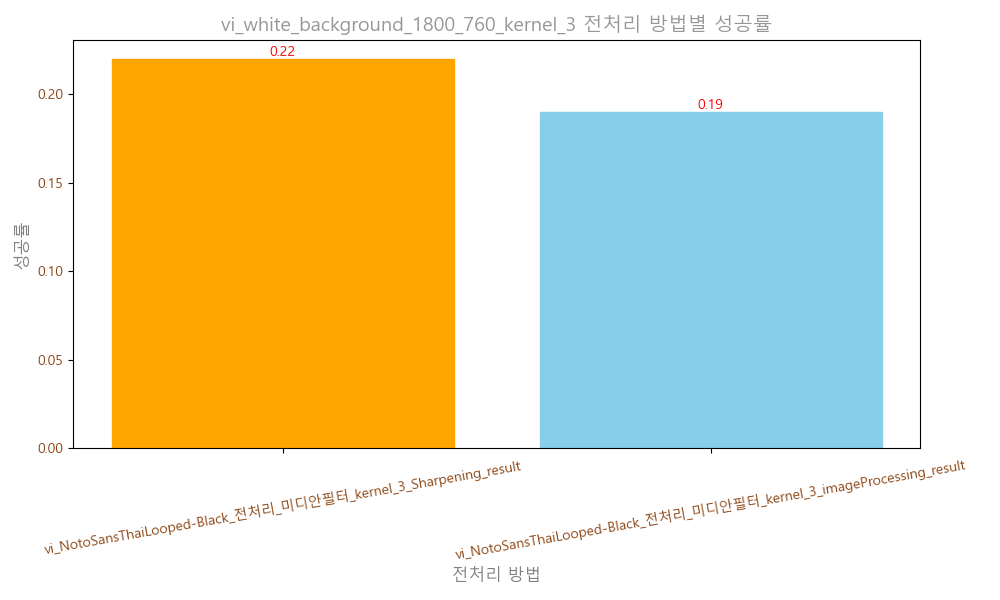 vi_white_background_1800_760_kernel_3 전처리 방법별 성공률
성공률
0.20
0.15
0.10
0.05
0.00
0.22
0.19
vi_NotoSansThaiLooped-Black_전처리_미디안필터_kernel_3_Sharpening_result
vi_NotoSansThaiLooped-Black_전처리_미디안필터_kernel_3_imageProcessing_result
전처리 방법